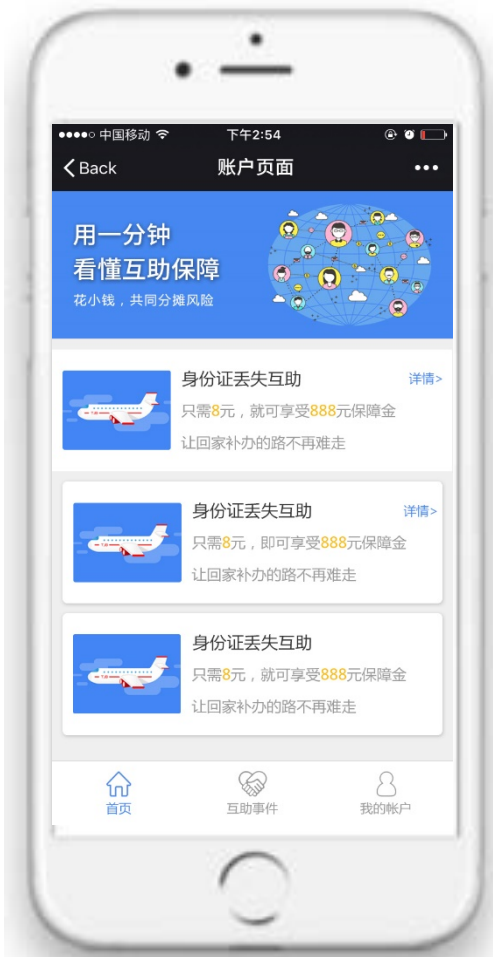 中国移动
下午2:54
Back
账户页面
用一分钟
看懂互助保障
花小钱，共同分摊风险
身份证丢失互助
详情>
只需8元，就可享受888元保障金
让回家补办的路不再难走
身份证丢失互助
详情>
只需8元，即可享受888元保障金
让回家补办的路不再难走
身份证丢失互助
只需8元，就可享受888元保障金
让回家补办的路不再难走
首页
互助事件
我的帐户